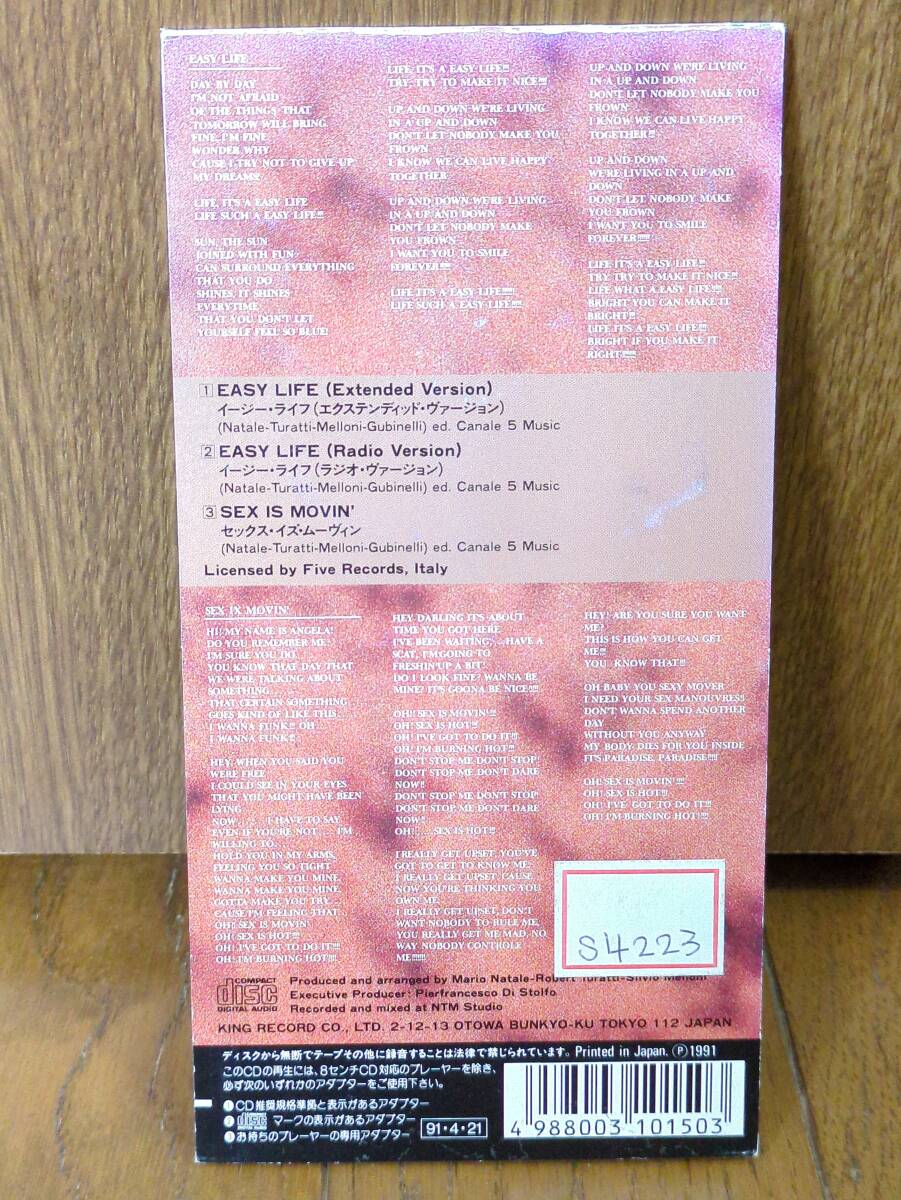 EASY LIFE
DAY BY DAY
I'M NOT AFRAID
OF THE THINGS THAT
TOMORROW WILL BRING
FINE, I'M FINE
WONDER WHY
CAUSE I TRY NOT TO GIVE UP
MY DREAMS!!
LIFE, IT'S A EASY LIFE
LIFE SUCH A EASY LIFE!!!
SUN, THE SUN
JOINED WITH FUN
CAN SURROUND EVERYTHING
THAT YOU DO
SHINES, IT SHINES
EVERYTIME
THAT YOU DON'T LET
YOURSELF FEEL SO BLUE!
LIFE, IT'S A EASY LIFE!!!
TRY, TRY TO MAKE IT NICE!!!!
UP AND DOWN WE'RE LIVING
IN A UP AND DOWN
DON'T LET NOBODY MAKE YOU
FROWN
I KNOW WE CAN LIVE HAPPY
TOGETHER
UP AND DOWN WE'RE LIVING
IN A UP AND DOWN
DON'T LET NOBODY MAKE
YOU FROWN
I WANT YOU TO SMILE
FOREVER!!!!!
LIFE IT'S A EASY LIFE!!!!!
LIFE SUCH A EASY LIFE!!!!!
UP AND DOWN WE'RE LIVING
IN A UP AND DOWN
DON'T LET NOBODY MAKE YOU
FROWN
I KNOW WE CAN LIVE HAPPY
TOGETHER!!!
UP AND DOWN
WE'RE LIVING IN A UP AND
DOWN
DON'T LET NOBODY MAKE
YOU FROWN
I WANT YOU TO SMILE
FOREVER!!!!!
LIFE IT'S A EASY LIFE!!!
TRY, TRY TO MAKE IT NICE!!!
LIFE WHAT A EASY LIFE!!!!
BRIGHT YOU CAN MAKE IT
BRIGHT!!!
LIFE IT'S A EASY LIFE!!!
BRIGHT IF YOU MAKE IT
RIGHT!!!!!
1 EASY LIFE (Extended Version)
イージー・ライフ(エクステンディッド・ヴァージョン)
(Natale-Turatti-Melloni-Gubinelli) ed. Canale 5 Music
2 EASY LIFE (Radio Version)
イージー・ライフ(ラジオ・ヴァージョン)
(Natale-Turatti-Melloni-Gubinelli) ed. Canale 5 Music
3 SEX IS MOVIN'
セックス・イズ・ムーヴィン
(Natale-Turatti-Melloni-Gubinelli) ed. Canale 5 Music
Licensed by Five Records, Italy
SEX IX MOVIN'
HI! MY NAME IS ANGELA!
DO YOU REMEMBER ME?
I'M SURE YOU DO
YOU KNOW THAT DAY THAT
WE WERE TALKING ABOUT
SOMETHING......
THAT CERTAIN SOMETHING
GOES KIND OF LIKE THIS
I WANNA FUNK!!! OH
I WANNA FUNK!!!
HEY, WHEN YOU SAID YOU
WERE FREE
I COULD SEE IN YOUR EYES
THAT YOU MIGHT HAVE BEEN
LYING
NOW...... I HAVE TO SAY
EVEN IF YOU'RE NOT..... I'M
WILLING TO,
HOLD YOU IN MY ARMS,
FEELING YOU SO TIGHT
WANNA MAKE YOU MINE,
WANNA MAKE YOU MINE,
GOTTA MAKE YOU TRY....
CAUSE I'M FEELING THAT
OH!! SEX IS MOVIN'
OH! SEX IS HOT!!!
OH! I'VE GOT TO DO IT!!!!
OH! I'M BURNING HOT!!!!
HEY DARLING IT'S ABOUT
TIME YOU GOT HERE
I'VE BEEN WAITING.....HAVE A
SCAT, I'M GOING TO
FRESHIN'UP A BIT!
DO I LOOK FINE? WANNA BE
MINE? IT'S GOONA BE NICE!!!!
OH!! SEX IS MOVIN'!!!
OH!! SEX IS HOT!!
OH! I'VE GOT TO DO IT!!!
OH! I'M BURNING HOT!!!
DON'T STOP ME DON'T STOP!
DON'T STOP ME, DON'T DARE
NOW!!
DON'T STOP ME DON'T STOP!
DON'T STOP ME, DON'T DARE
NOW!!
OH!...... SEX IS HOT!!!
I REALLY GET UPSET, YOU'VE
GOT TO GET TO KNOW ME,
I REALLY GET UPSET, CAUSE
NOW YOU'RE THINKING YOU
OWN ME
I REALLY GET UPSET, DON'T
WANT NOBODY TO RULE ME,
YOU REALLY GET ME MAD, NO
WAY NOBODY CONTROLE
ME!!!!!!
HEY! ARE YOU SURE YOU WANT
ME?
THIS IS HOW YOU CAN GET
ME!!!
YOU KNOW THAT!!!
OH BABY YOU SEXY MOVER
I NEED YOUR SEX MANOUVRES!!
DON'T WANNA SPEND ANOTHER
DAY
WITHOUT YOU ANYWAY
MY BODY DIES FOR YOU INSIDE
IT'S PARADISE, PARADISE!!!!
OH! SEX IS MOVIN'!!!!
OH! SEX IS HOT!!!
OH! I'VE GOT TO DO IT!!!
OH! I'M BURNING HOT!!!!
S4223
COMPACT
disc
DIGITAL AUDIO
Produced and arranged by Mario Natale-Robert Turatti-Silvio Melloni
Executive Producer: Piarfrancesco Di Stolfo
Recorded and mixed at NTM Studio
KING RECORD CO., LTD. 2-12-13 OTOWA BUNKYO-KU TOKYO 112 JAPAN
ディスクから無断でテープその他に録音することは法律で禁じられています。 Printed in Japan. Ⓟ1991
このCDの再生には、8センチCD対応のプレーヤーを除き、
必ず次のいずれかのアダプターをご使用下さい。
❶CD推奨規格準拠と表示があるアダプター
❷ disc マークの表示があるアダプター
❸お持ちのプレーヤーの専用アダプター
91・4・21
4 988003 101503